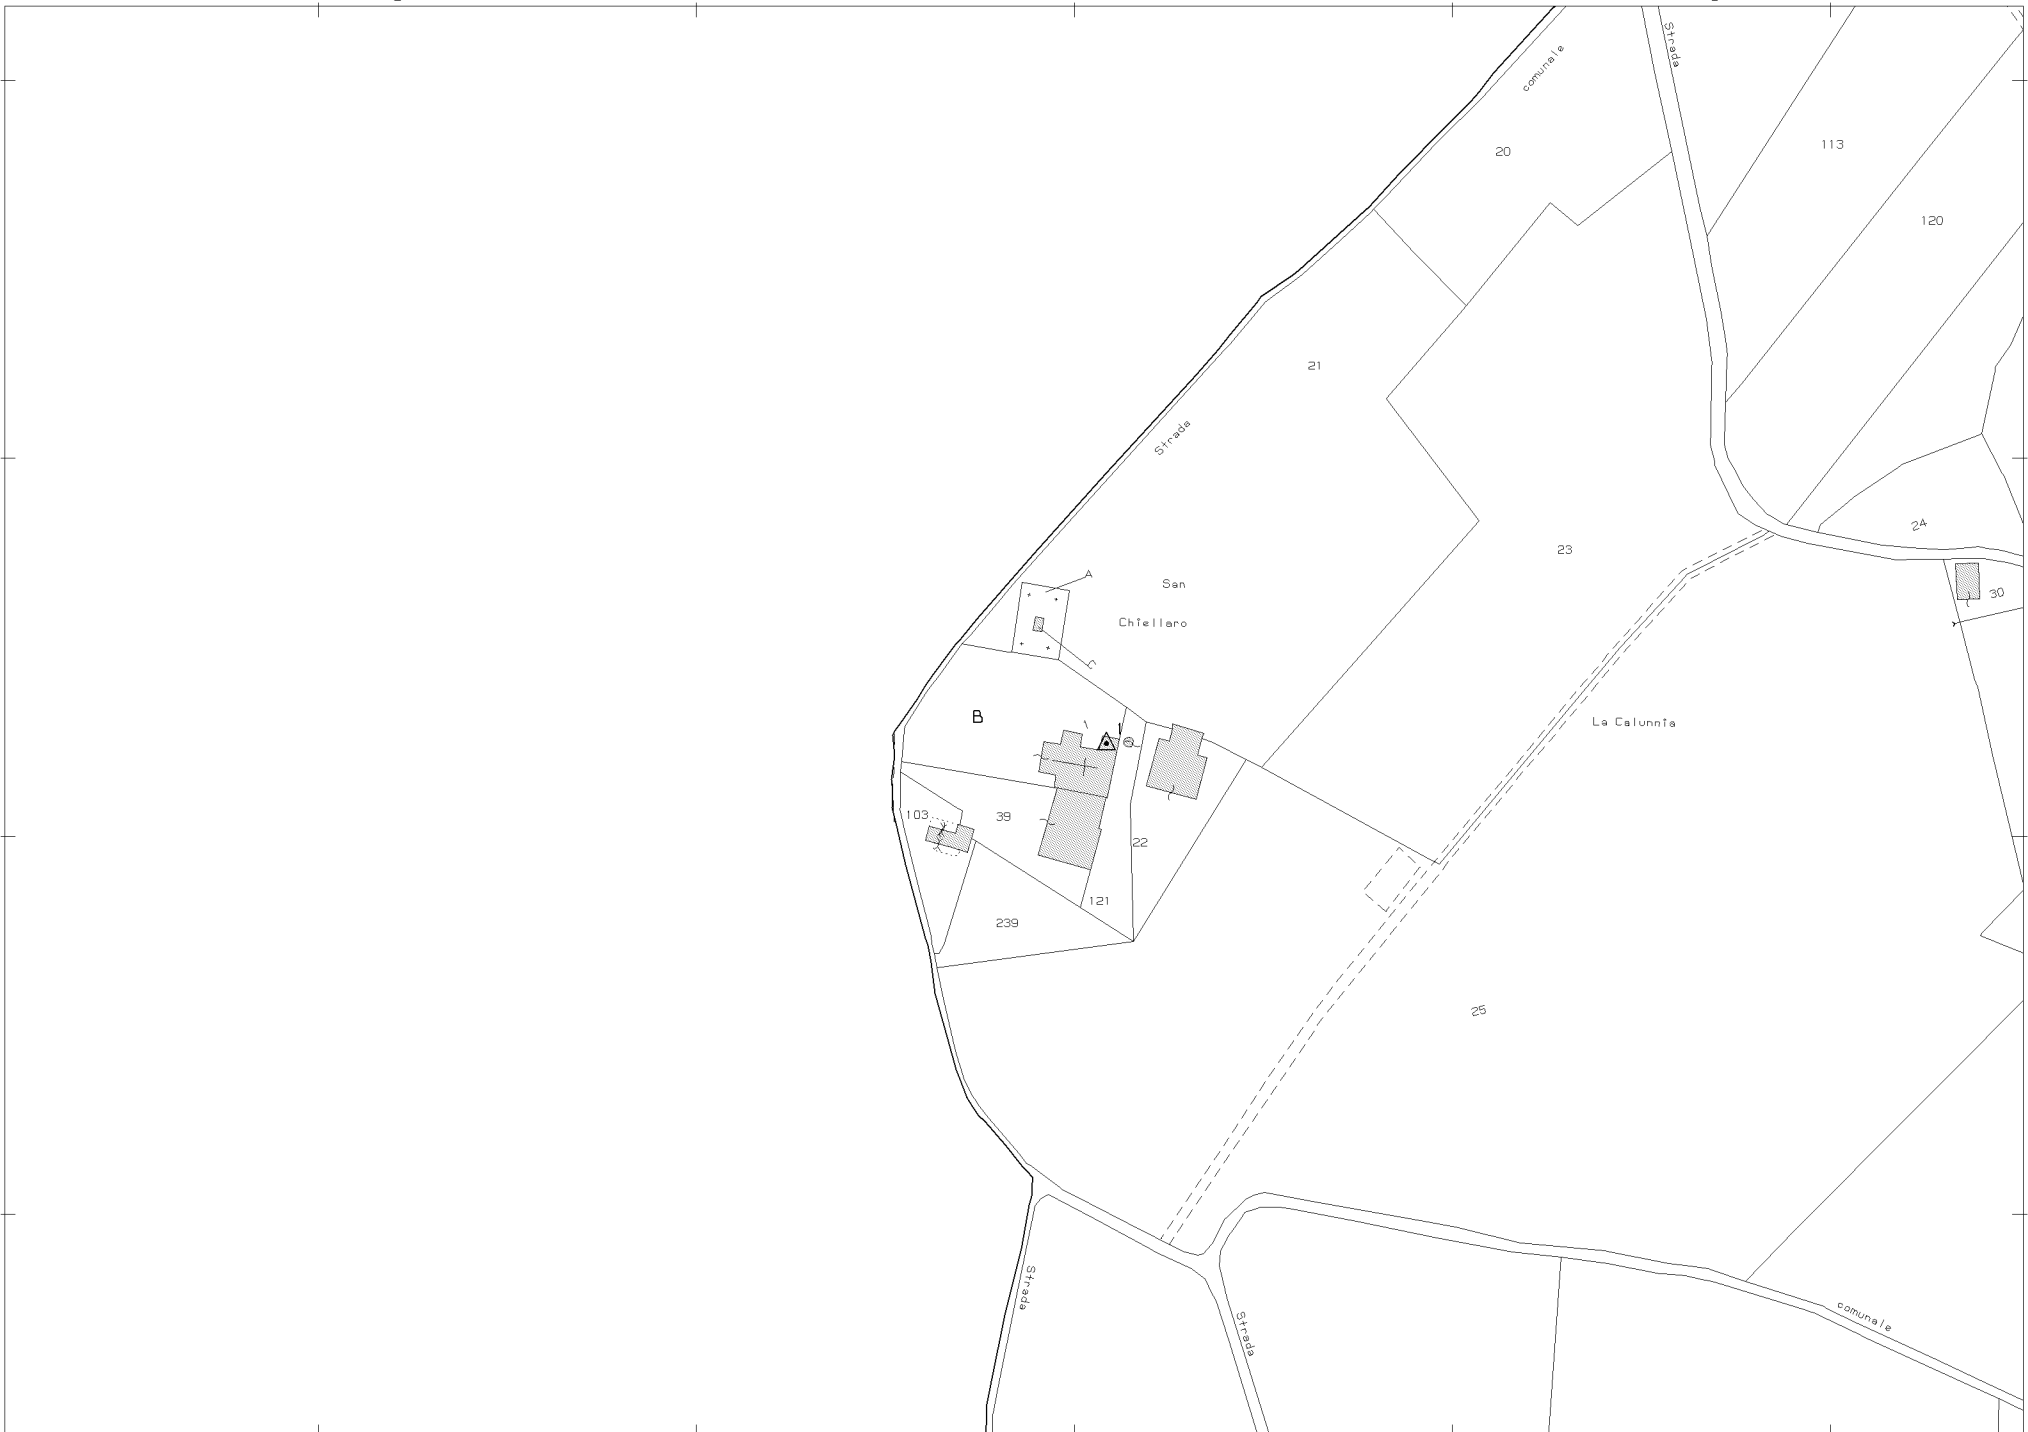 Strada
comunale
20
113
120
21
Strada
24
A
San
23
30
Chiellaro
C
B
1
La Calunnia
103
39
22
121
239
25
Strada
Strada
comunale